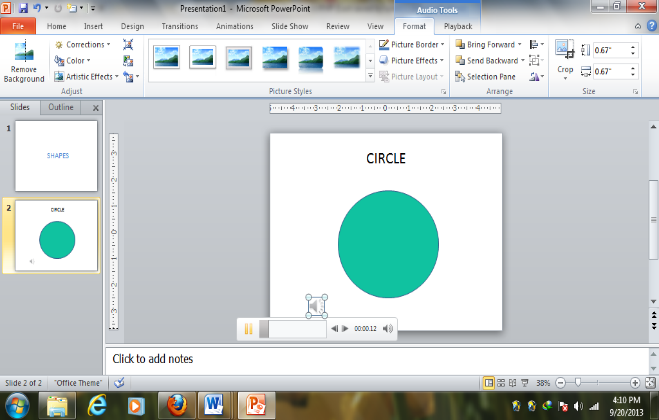 Presentation1 - Microsoft PowerPoint
Audio Tools
File Home Insert Design Transitions Animations Slide Show Review View Format Playback
Remove Background
Corrections
Color
Artistic Effects
Adjust
Picture Styles
Picture Border
Picture Effects
Picture Layout
Bring Forward
Send Backward
Selection Pane
Arrange
Crop
0.67"
0.67"
Size
Slides Outline
1
SHAPES
2
CIRCLE
CIRCLE
00:00.12
Click to add notes
Slide 2 of 2 "Office Theme" 38%
4:10 PM
9/20/2013